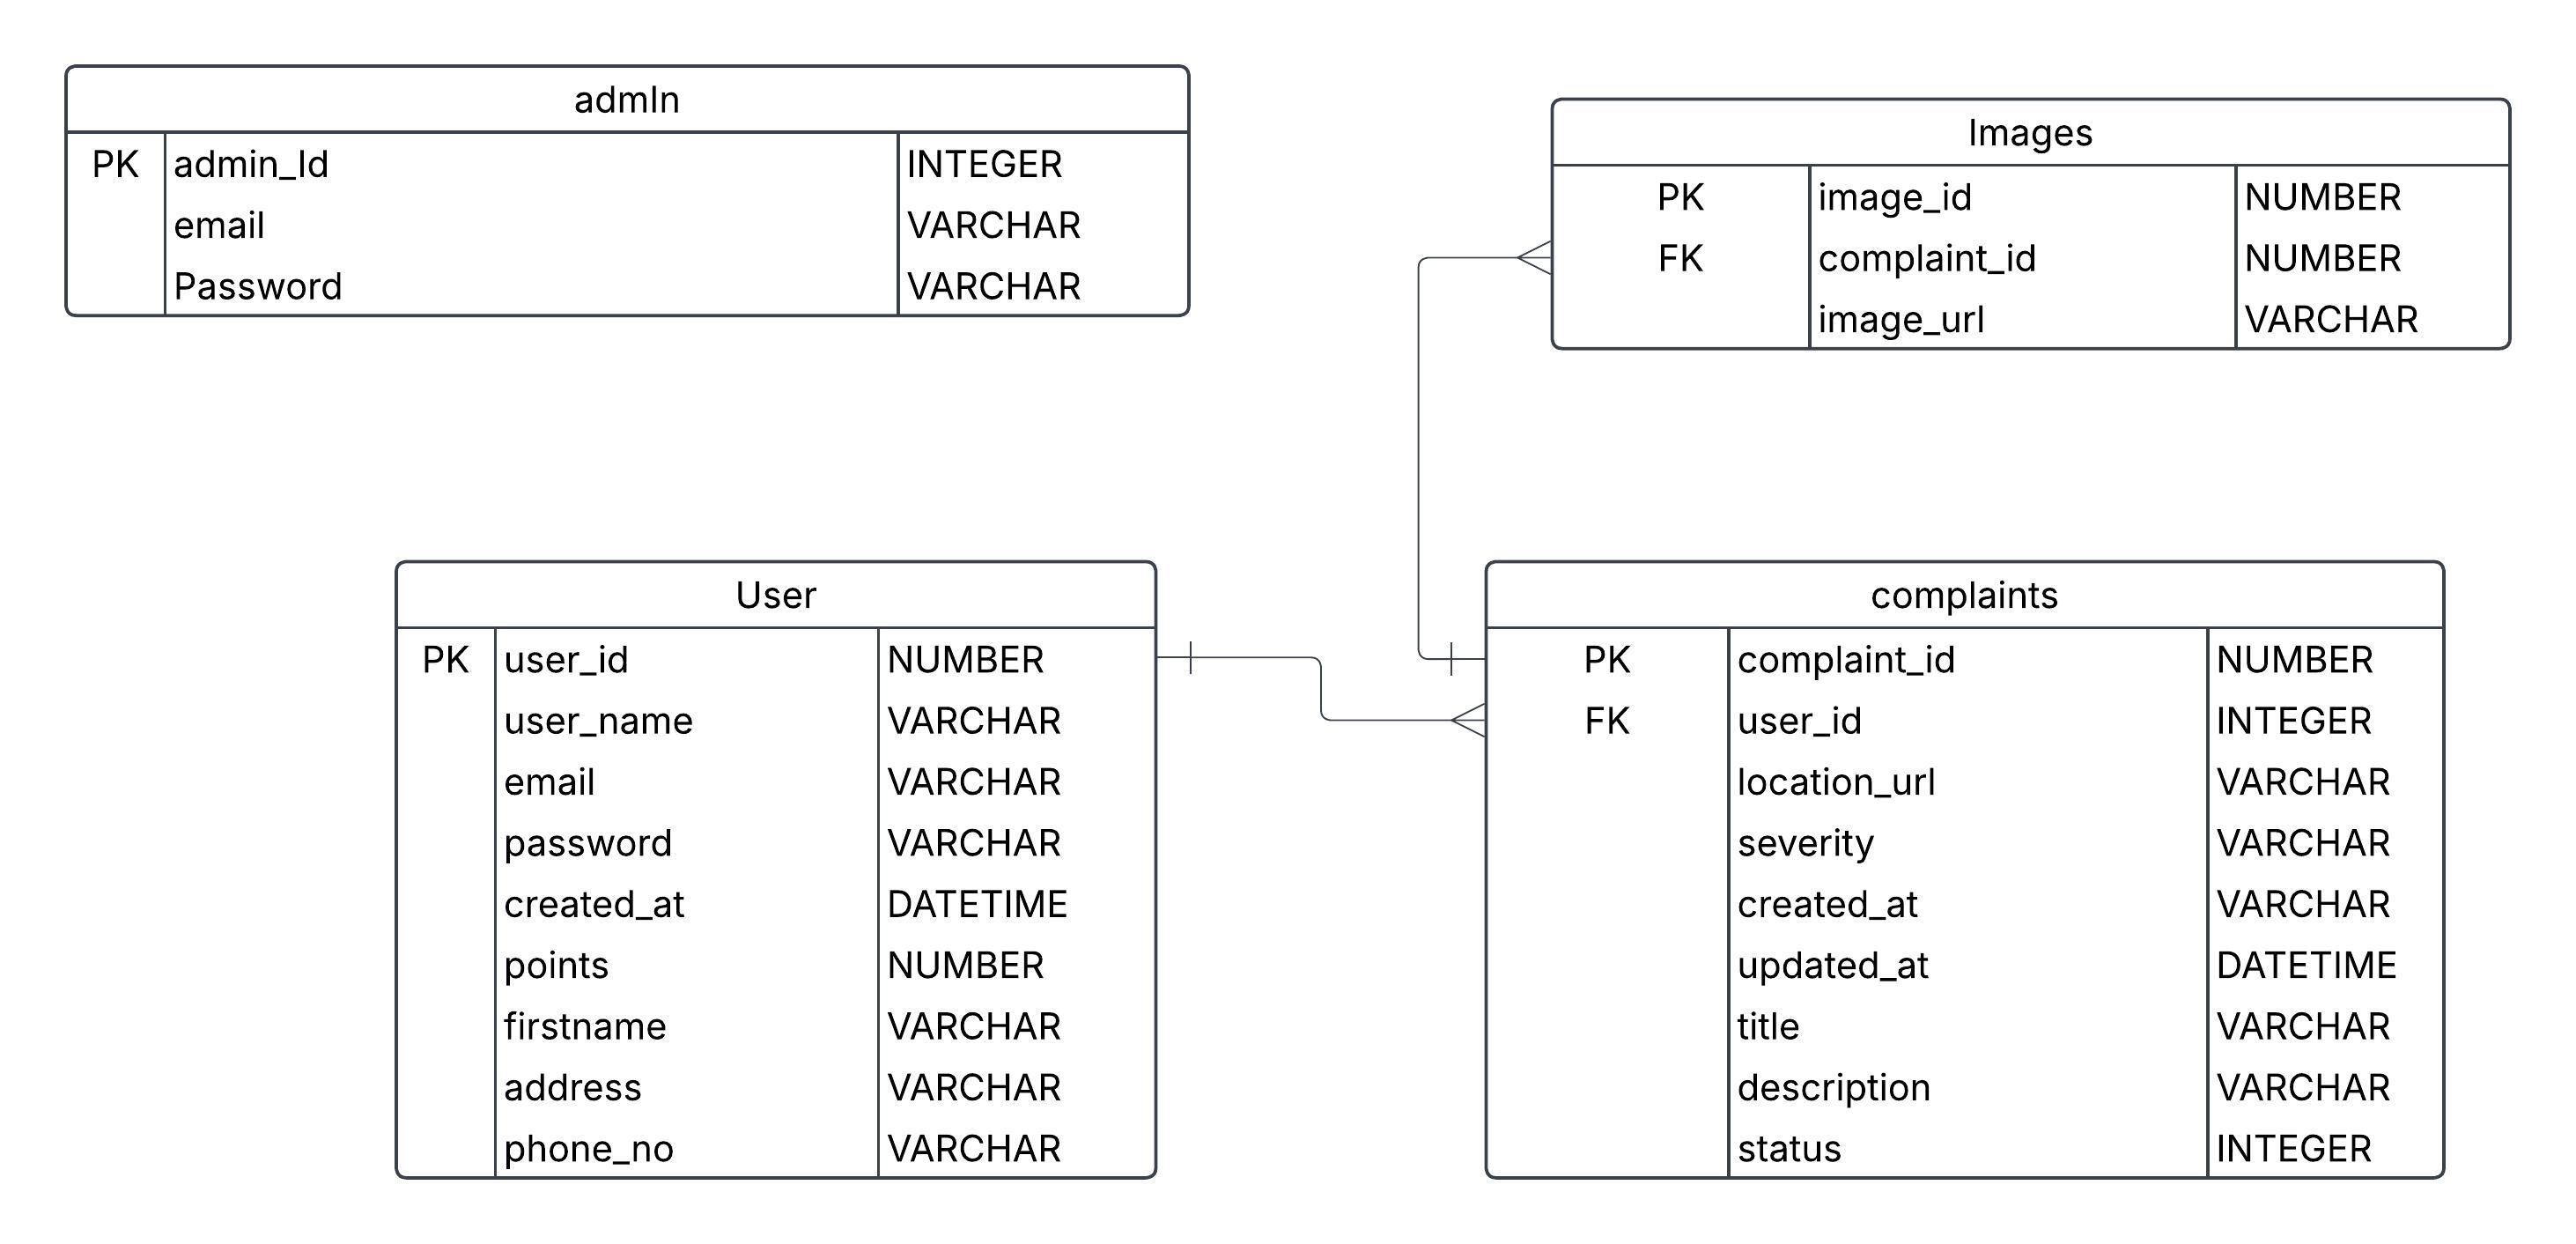 admIn
PK admin_Id INTEGER
email VARCHAR
Password VARCHAR
Images
PK image_id NUMBER
FK complaint_id NUMBER
image_url VARCHAR
User
PK user_id NUMBER
user_name VARCHAR
email VARCHAR
password VARCHAR
created_at DATETIME
points NUMBER
firstname VARCHAR
address VARCHAR
phone_no VARCHAR
complaints
PK complaint_id NUMBER
FK user_id INTEGER
location_url VARCHAR
severity VARCHAR
created_at VARCHAR
updated_at DATETIME
title VARCHAR
description VARCHAR
status INTEGER